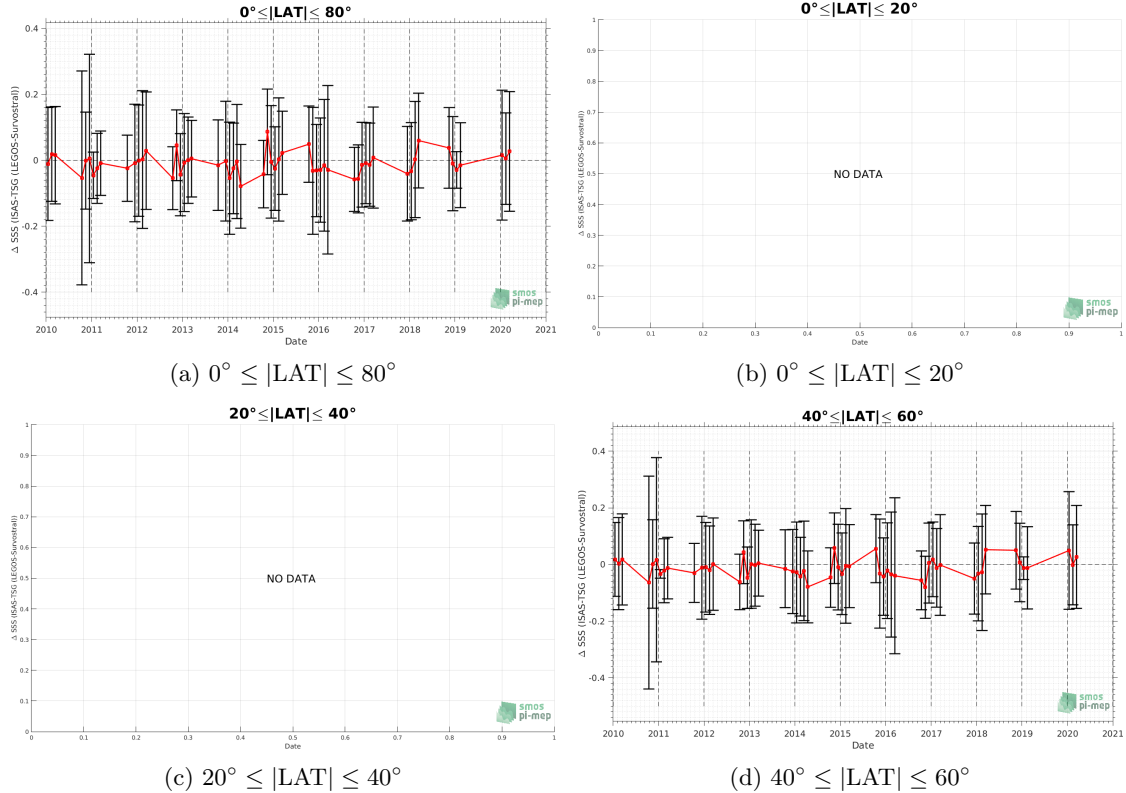 0°≤|LAT|≤ 80°
0.4
0.2
0
-0.2
-0.4
Δ SSS (ISAS-TSG (LEGOS-Survostral))
2010 2011 2012 2013 2014 2015 2016 2017 2018 2019 2020 2021
Date
smos
pi-mep
(a) 0° ≤ |LAT| ≤ 80°
0°≤|LAT|≤ 20°
1
0.9
0.8
0.7
0.6
0.5
0.4
0.3
0.2
0.1
0
Δ SSS (ISAS-TSG (LEGOS-Survostral))
NO DATA
0 0.1 0.2 0.3 0.4 0.5 0.6 0.7 0.8 0.9 1
Date
smos
pi-mep
(b) 0° ≤ |LAT| ≤ 20°
20°≤|LAT|≤ 40°
1
0.9
0.8
0.7
0.6
0.5
0.4
0.3
0.2
0.1
0
Δ SSS (ISAS-TSG (LEGOS-Survostral))
NO DATA
0 0.1 0.2 0.3 0.4 0.5 0.6 0.7 0.8 0.9 1
Date
smos
pi-mep
(c) 20° ≤ |LAT| ≤ 40°
40°≤|LAT|≤ 60°
0.4
0.2
0
-0.2
-0.4
Δ SSS (ISAS-TSG (LEGOS-Survostral))
2010 2011 2012 2013 2014 2015 2016 2017 2018 2019 2020 2021
Date
smos
pi-mep
(d) 40° ≤ |LAT| ≤ 60°